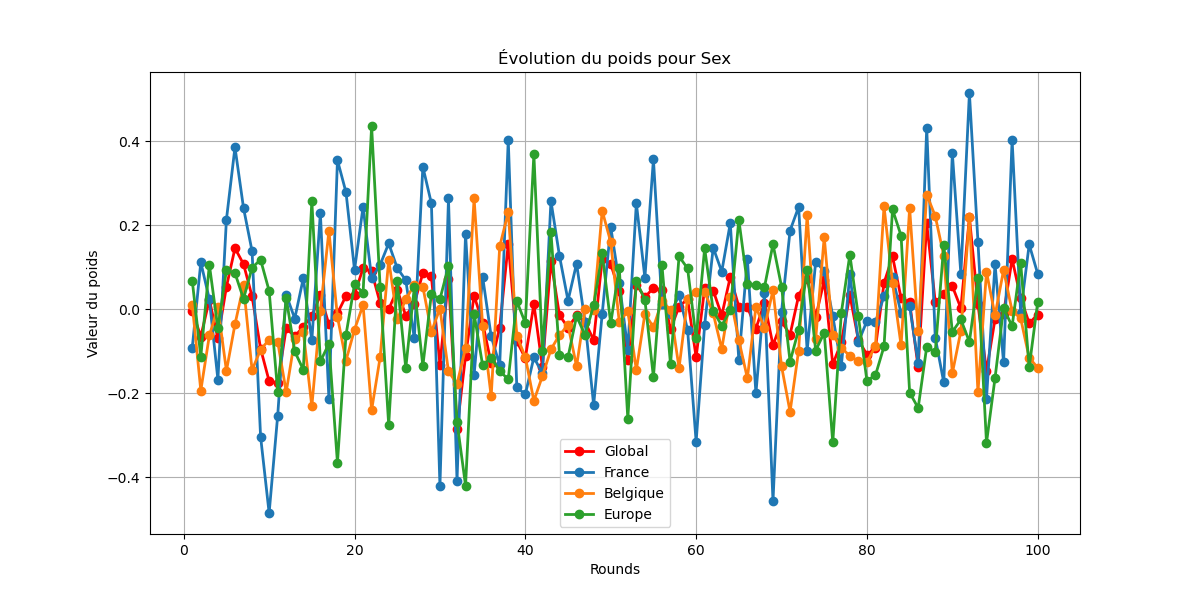 Évolution du poids pour Sex
Valeur du poids
0.4
0.2
0.0
−0.2
−0.4
0 20 40 60 80 100
Rounds
Global
France
Belgique
Europe